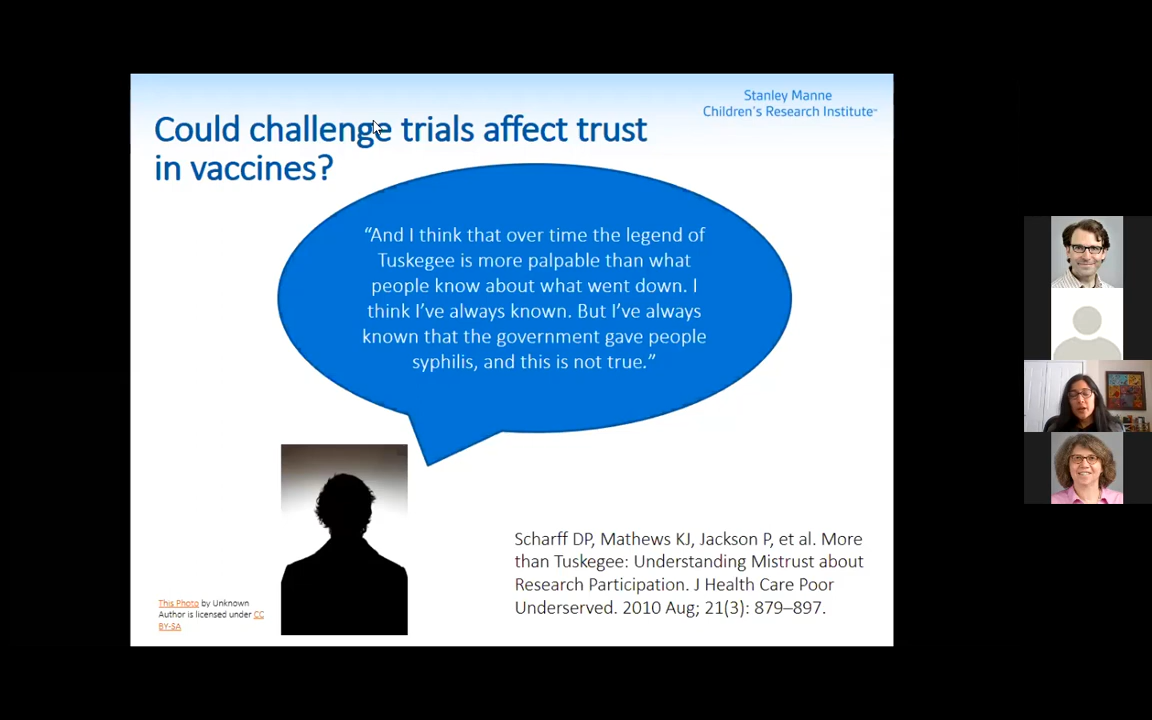 Stanley Manne
Children's Research Institute™
Could challenge trials affect trust
in vaccines?
“And I think that over time the legend of
Tuskegee is more palpable than what
people know about what went down. I
think I’ve always known. But I’ve always
known that the government gave people
syphilis, and this is not true.”
Scharff DP, Mathews KJ, Jackson P, et al. More
than Tuskegee: Understanding Mistrust about
Research Participation. J Health Care Poor
Underserved. 2010 Aug; 21(3): 879–897.
This Photo by Unknown
Author is licensed under CC
BY-SA